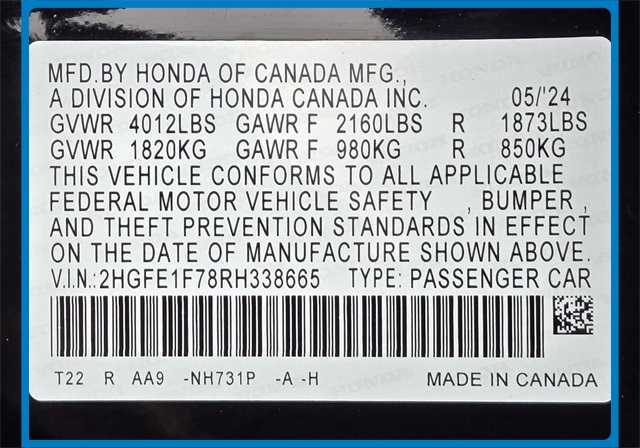 MFD.BY HONDA OF CANADA MFG.,
A DIVISION OF HONDA CANADA INC. 05/'24
GVWR 4012LBS GAWR F 2160LBS R 1873LBS
GVWR 1820KG GAWR F 980KG R 850KG
THIS VEHICLE CONFORMS TO ALL APPLICABLE
FEDERAL MOTOR VEHICLE SAFETY , BUMPER ,
AND THEFT PREVENTION STANDARDS IN EFFECT
ON THE DATE OF MANUFACTURE SHOWN ABOVE.
V.I.N.:2HGFE1F78RH338665 TYPE: PASSENGER CAR
T22 R AA9 -NH731P -A -H MADE IN CANADA